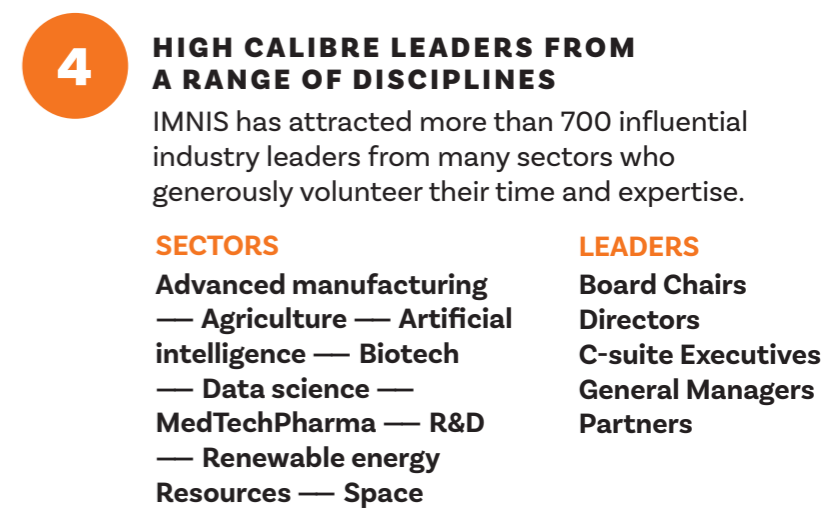 4
HIGH CALIBRE LEADERS FROM
A RANGE OF DISCIPLINES
IMNIS has attracted more than 700 influential
industry leaders from many sectors who
generously volunteer their time and expertise.
SECTORS
Advanced manufacturing
— Agriculture — Artificial
intelligence — Biotech
— Data science —
MedTechPharma — R&D
— Renewable energy
Resources — Space
LEADERS
Board Chairs
Directors
C-suite Executives
General Managers
Partners